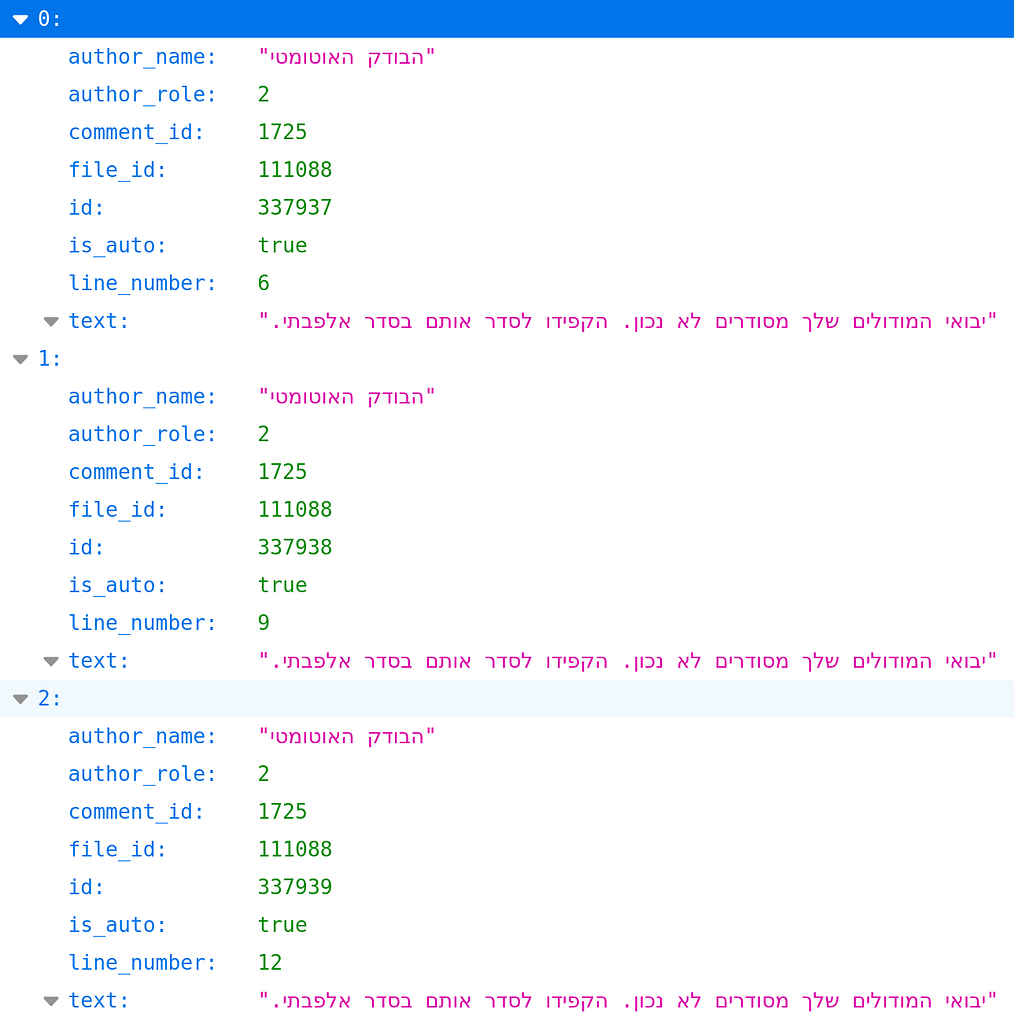 0:
author_name: "הבודק האוטומטי"
author_role: 2
comment_id: 1725
file_id: 111088
id: 337937
is_auto: true
line_number: 6
text: "יבואי המודולים שלך מסודרים לא נכון. הקפידו לסדר אותם בסדר אלפבתי."
1:
author_name: "הבודק האוטומטי"
author_role: 2
comment_id: 1725
file_id: 111088
id: 337938
is_auto: true
line_number: 9
text: "יבואי המודולים שלך מסודרים לא נכון. הקפידו לסדר אותם בסדר אלפבתי."
2:
author_name: "הבודק האוטומטי"
author_role: 2
comment_id: 1725
file_id: 111088
id: 337939
is_auto: true
line_number: 12
text: "יבואי המודולים שלך מסודרים לא נכון. הקפידו לסדר אותם בסדר אלפבתי."